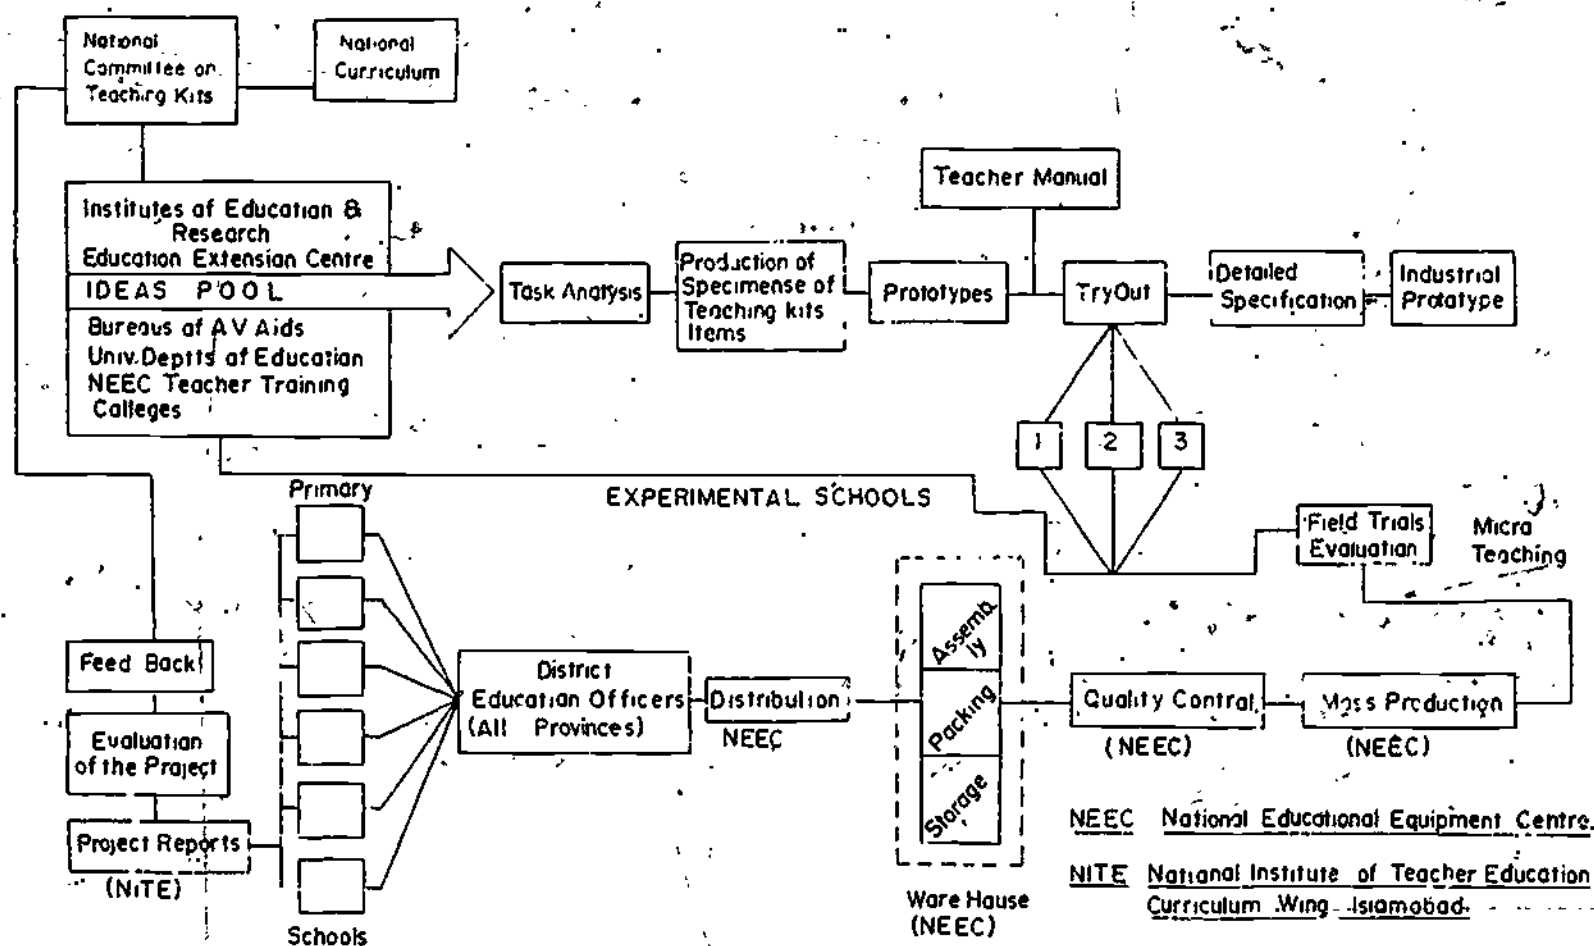 National
Committee on
Teaching Kits
National
Curriculum
Teacher Manual
Institutes of Education &
Research
Education Extension Centre
IDEAS POOL
Bureaus of AV Aids
Univ. Deptts of Education
NEEC Teacher Training
Colleges
Task Analysis
Production of
Specimense of
Teaching kits
Items
Prototypes
TryOut
Detailed
Specification
Industrial
Prototype
1
2
3
EXPERIMENTAL SCHOOLS
Field Trials
Evaluation
Micro
Teaching
Primary
Feed Back
Evaluation
of the Project
Project Reports
(NITE)
Schools
District
Education Officers
(All Provinces)
Distribution
NEEC
Assemb
ly
Packing
Storage
Ware House
(NEEC)
Quality Control
(NEEC)
Mass Production
(NEEC)
NEEC National Educational Equipment Centre.
NITE National Institute of Teacher Education
Curriculum Wing Islamabad.